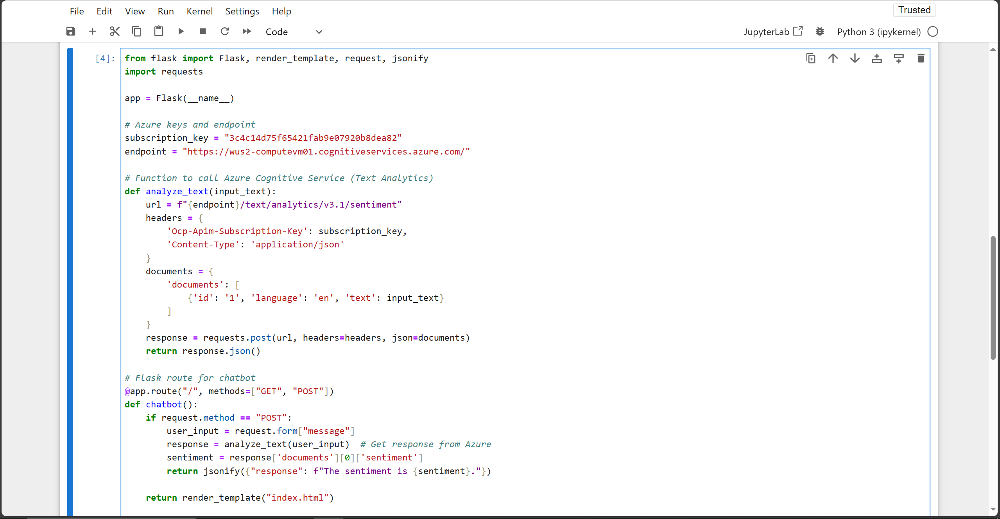 File Edit View Run Kernel Settings Help
Trusted
Code
JupyterLab
Python 3 (ipykernel)
[4]:
from flask import Flask, render_template, request, jsonify
import requests

app = Flask(__name__)

# Azure keys and endpoint
subscription_key = "3c4c14d75f65421fab9e07920b8dea82"
endpoint = "https://wus2-computevm01.cognitiveservices.azure.com/"

# Function to call Azure Cognitive Service (Text Analytics)
def analyze_text(input_text):
    url = f"{endpoint}/text/analytics/v3.1/sentiment"
    headers = {
        'Ocp-Apim-Subscription-Key': subscription_key,
        'Content-Type': 'application/json'
    }
    documents = {
        'documents': [
            {'id': '1', 'language': 'en', 'text': input_text}
        ]
    }
    response = requests.post(url, headers=headers, json=documents)
    return response.json()

# Flask route for chatbot
@app.route("/", methods=["GET", "POST"])
def chatbot():
    if request.method == "POST":
        user_input = request.form["message"]
        response = analyze_text(user_input)  # Get response from Azure
        sentiment = response['documents'][0]['sentiment']
        return jsonify({"response": f"The sentiment is {sentiment}."})

    return render_template("index.html")